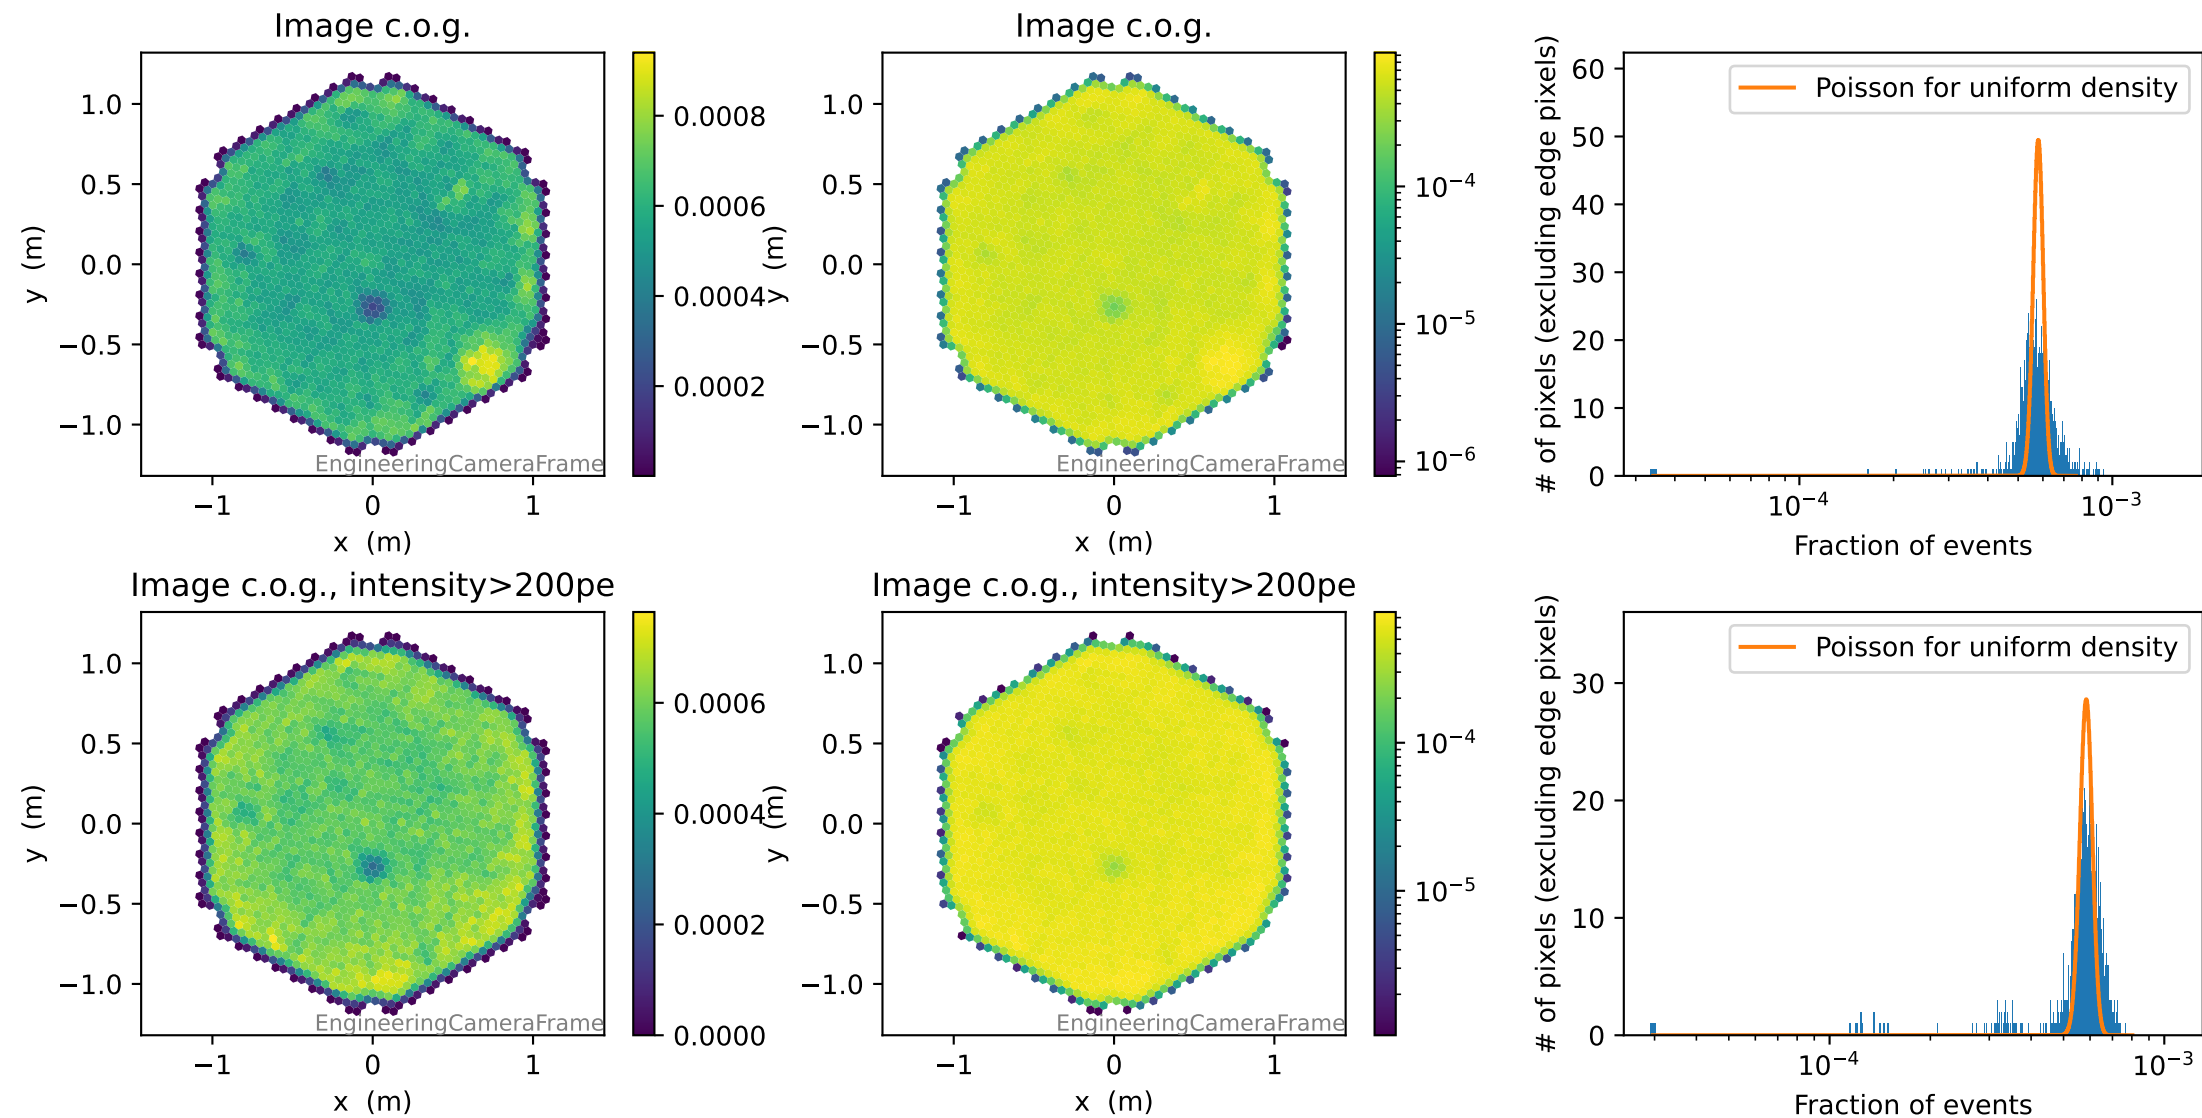 Image c.o.g.
1.0
0.5
0.0
−0.5
−1.0
y (m)
−1
0
1
x (m)
EngineeringCameraFrame
0.0008
0.0006
0.0004
0.0002
Image c.o.g.
1.0
0.5
0.0
−0.5
−1.0
y (m)
−1
0
1
x (m)
EngineeringCameraFrame
10⁻⁴
10⁻⁵
10⁻⁶
# of pixels (excluding edge pixels)
60
50
40
30
20
10
0
Poisson for uniform density
10⁻⁴
10⁻³
Fraction of events
Image c.o.g., intensity>200pe
1.0
0.5
0.0
−0.5
−1.0
y (m)
−1
0
1
x (m)
EngineeringCameraFrame
0.0006
0.0004
0.0002
0.0000
Image c.o.g., intensity>200pe
1.0
0.5
0.0
−0.5
−1.0
y (m)
−1
0
1
x (m)
EngineeringCameraFrame
10⁻⁴
10⁻⁵
# of pixels (excluding edge pixels)
30
20
10
0
Poisson for uniform density
10⁻⁴
10⁻³
Fraction of events